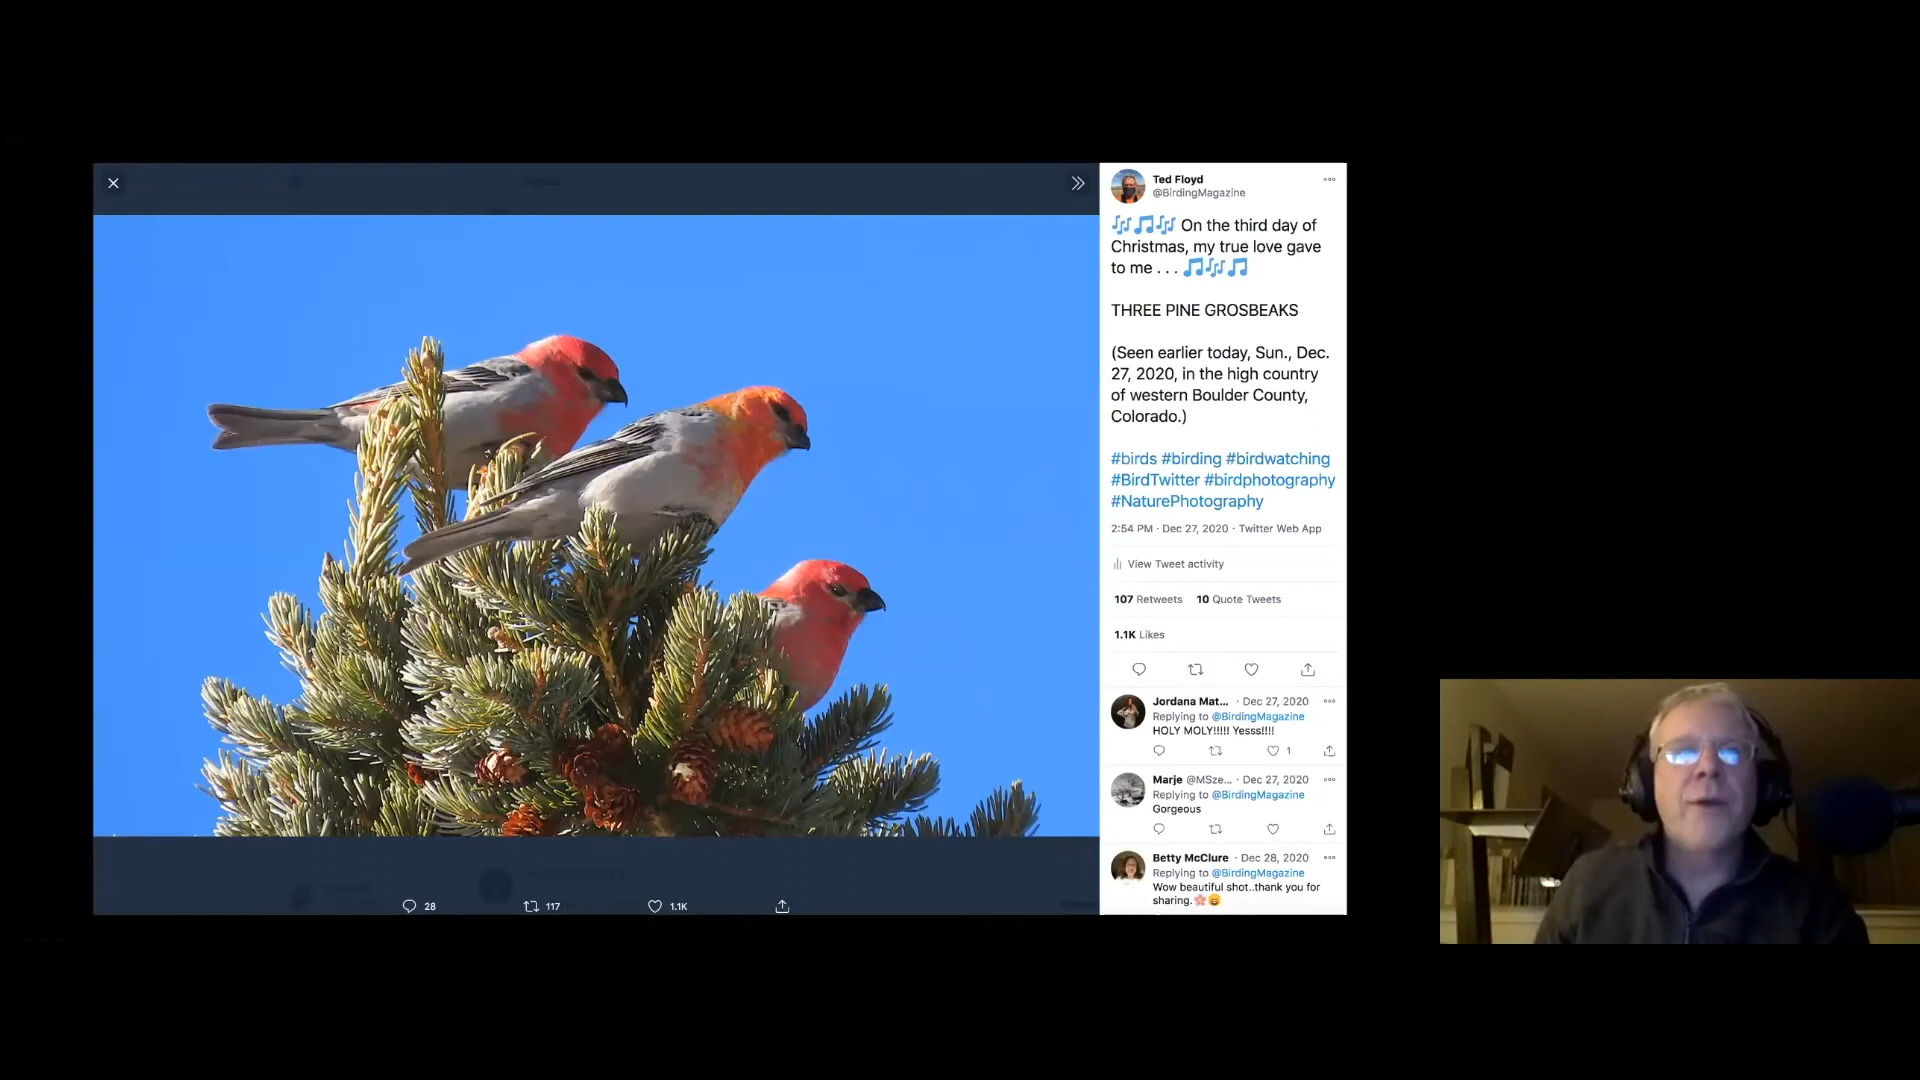 Ted Floyd
@BirdingMagazine
🎶🎵🎶 On the third day of
Christmas, my true love gave
to me . . . 🎵🎶🎵
THREE PINE GROSBEAKS
(Seen earlier today, Sun., Dec.
27, 2020, in the high country
of western Boulder County,
Colorado.)
#birds #birding #birdwatching
#BirdTwitter #birdphotography
#NaturePhotography
2:54 PM · Dec 27, 2020 · Twitter Web App
View Tweet activity
107 Retweets 10 Quote Tweets
1.1K Likes
Jordana Mat... · Dec 27, 2020
Replying to @BirdingMagazine
HOLY MOLY!!!!! Yesss!!!!
1
Marje @MSze... · Dec 27, 2020
Replying to @BirdingMagazine
Gorgeous
Betty McClure · Dec 28, 2020
Replying to @BirdingMagazine
Wow beautiful shot..thank you for
sharing.🌸😄
28 117 1.1K